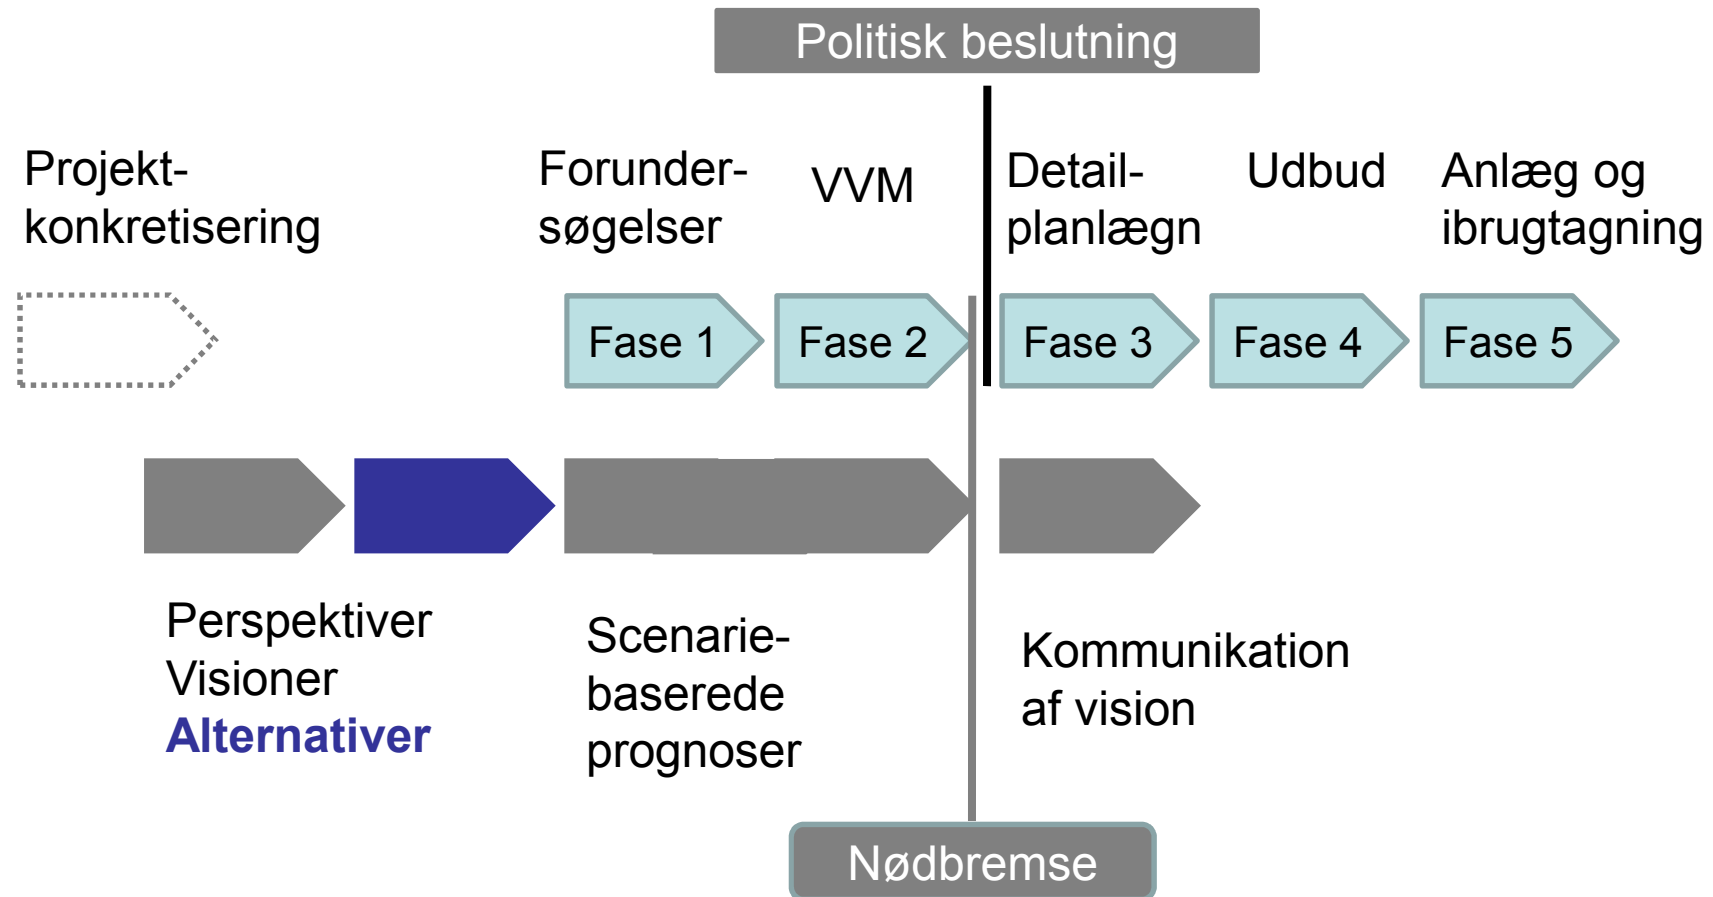 Politisk beslutning
Projekt-
konkretisering
Forunder-
søgelser
VVM
Detail-
planlægn
Udbud
Anlæg og
ibrugtagning
Fase 1
Fase 2
Fase 3
Fase 4
Fase 5
Perspektiver
Visioner
Alternativer
Scenarie-
baserede
prognoser
Kommunikation
af vision
Nødbremse